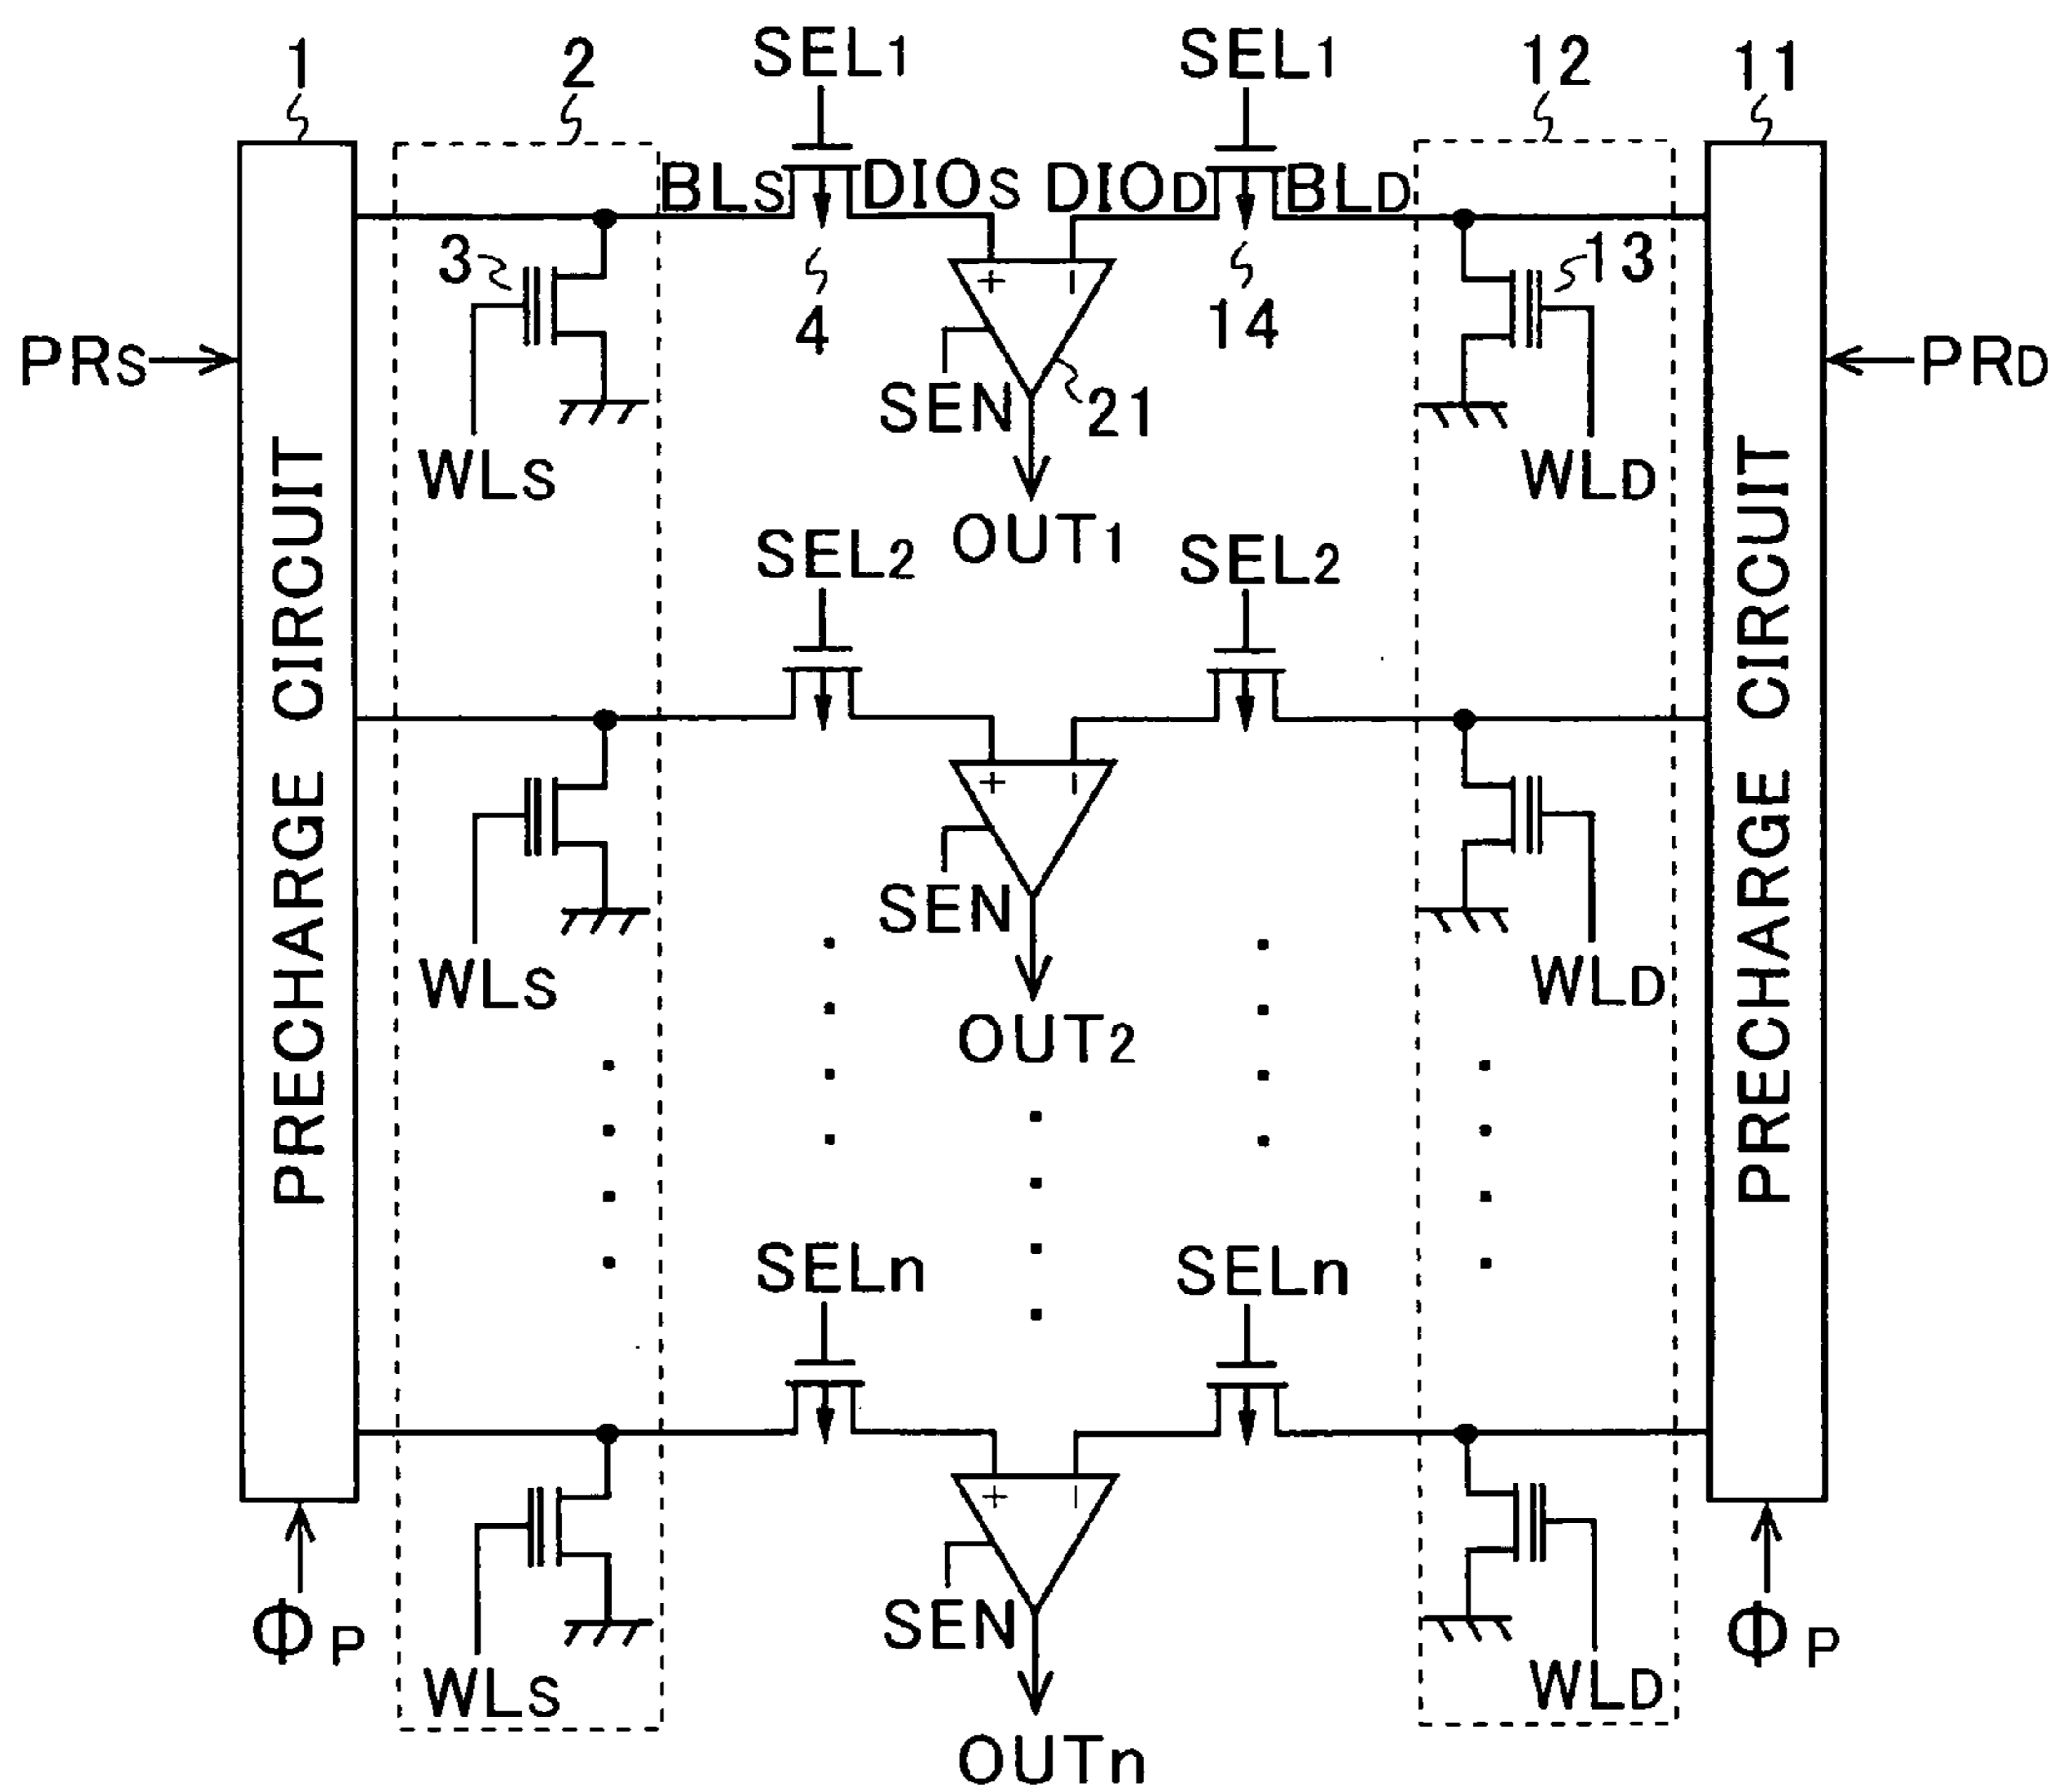 1
2
SEL1
SEL1
12
11
BLS
DIOS
DIOD
BLD
3
4
14
13
PRS
PRD
SEN
21
WLS
WLD
OUT1
PRECHARGE CIRCUIT
PRECHARGE CIRCUIT
SEL2
SEL2
+
−
+
−
SEN
WLS
WLD
OUT2
SELn
SELn
+
−
SEN
ΦP
ΦP
WLS
WLD
OUTn